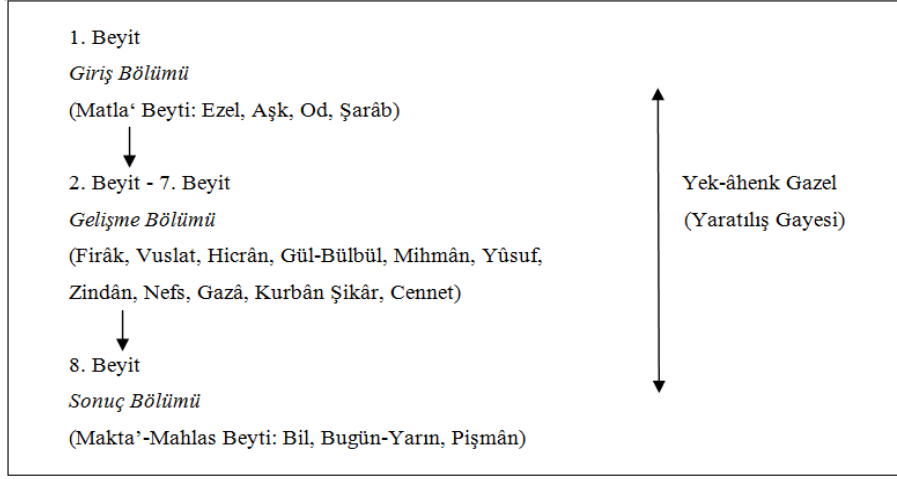 1. Beyit
Giriş Bölümü
(Matla‘ Beyti: Ezel, Aşk, Od, Şarâb)
2. Beyit - 7. Beyit
Gelişme Bölümü
(Firâk, Vuslat, Hicrân, Gül-Bülbül, Mihmân, Yûsuf,
Zindân, Nefs, Gazâ, Kurbân Şikâr, Cennet)
8. Beyit
Sonuç Bölümü
(Makta’-Mahlas Beyti: Bil, Bugün-Yarın, Pişmân)
Yek-âhenk Gazel
(Yaratılış Gayesi)